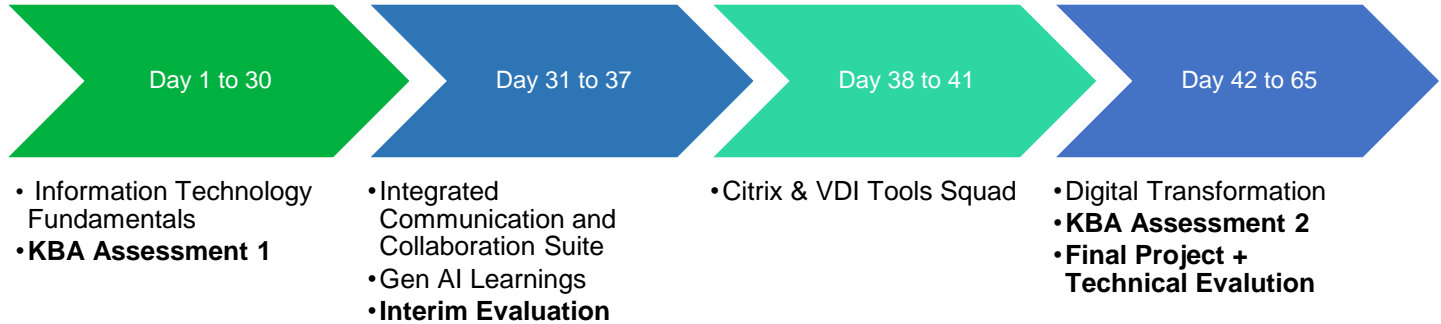 Day 1 to 30
Day 31 to 37
Day 38 to 41
Day 42 to 65
• Information Technology
Fundamentals
•KBA Assessment 1
•Integrated
Communication and
Collaboration Suite
•Gen AI Learnings
•Interim Evaluation
•Citrix & VDI Tools Squad
•Digital Transformation
•KBA Assessment 2
•Final Project +
Technical Evalution